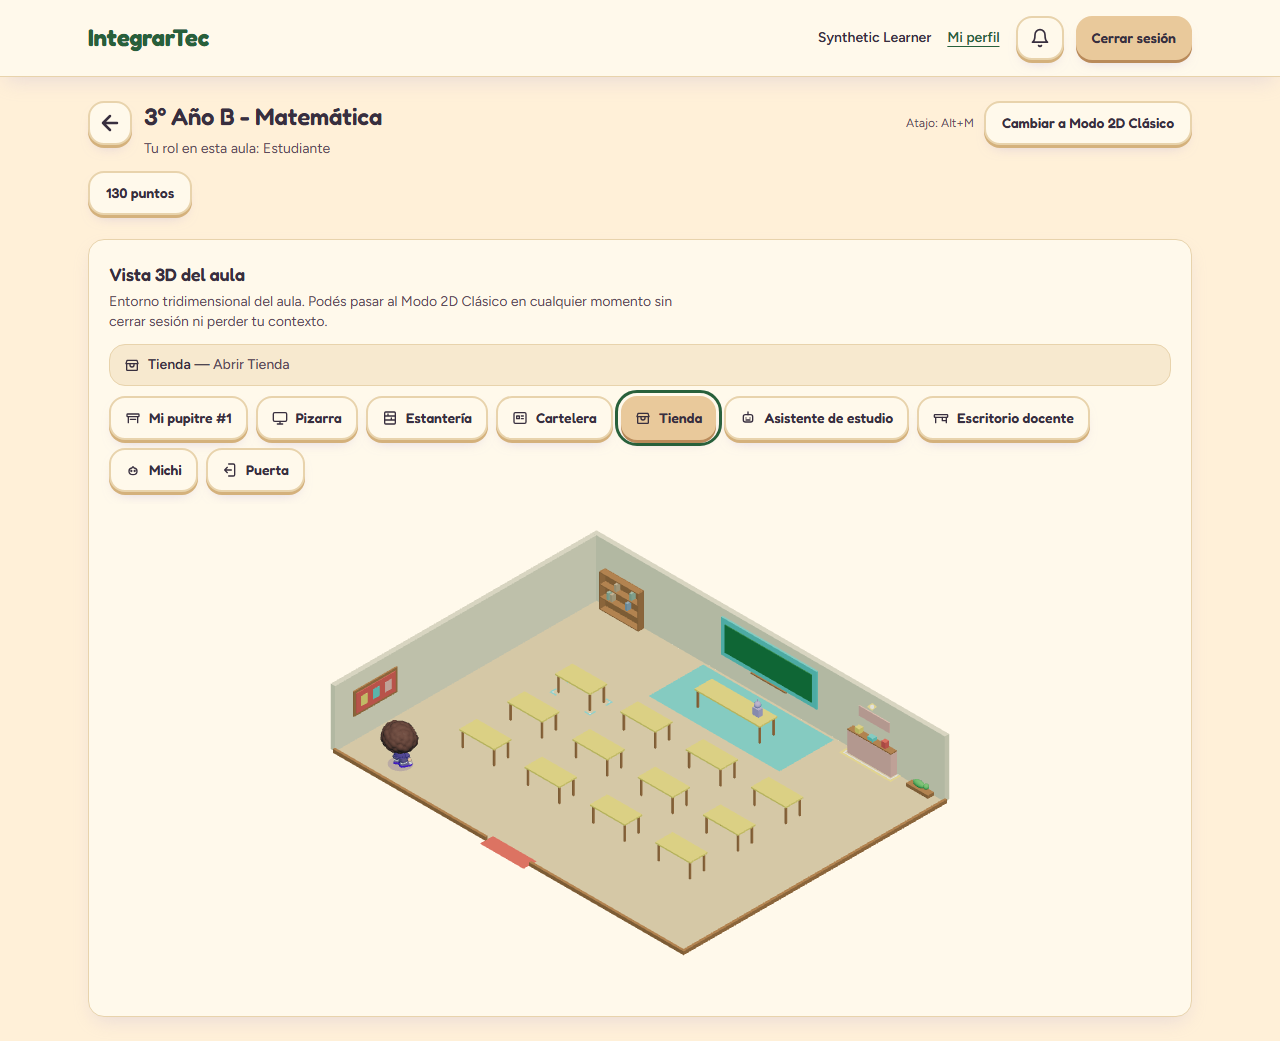 IntegrarTec
Synthetic Learner
Mi perfil
Cerrar sesión
3° Año B - Matemática
Tu rol en esta aula: Estudiante
Atajo: Alt+M
Cambiar a Modo 2D Clásico
130 puntos
Vista 3D del aula
Entorno tridimensional del aula. Podés pasar al Modo 2D Clásico en cualquier momento sin
cerrar sesión ni perder tu contexto.
Tienda — Abrir Tienda
Mi pupitre #1
Pizarra
Estantería
Cartelera
Tienda
Asistente de estudio
Escritorio docente
Michi
Puerta